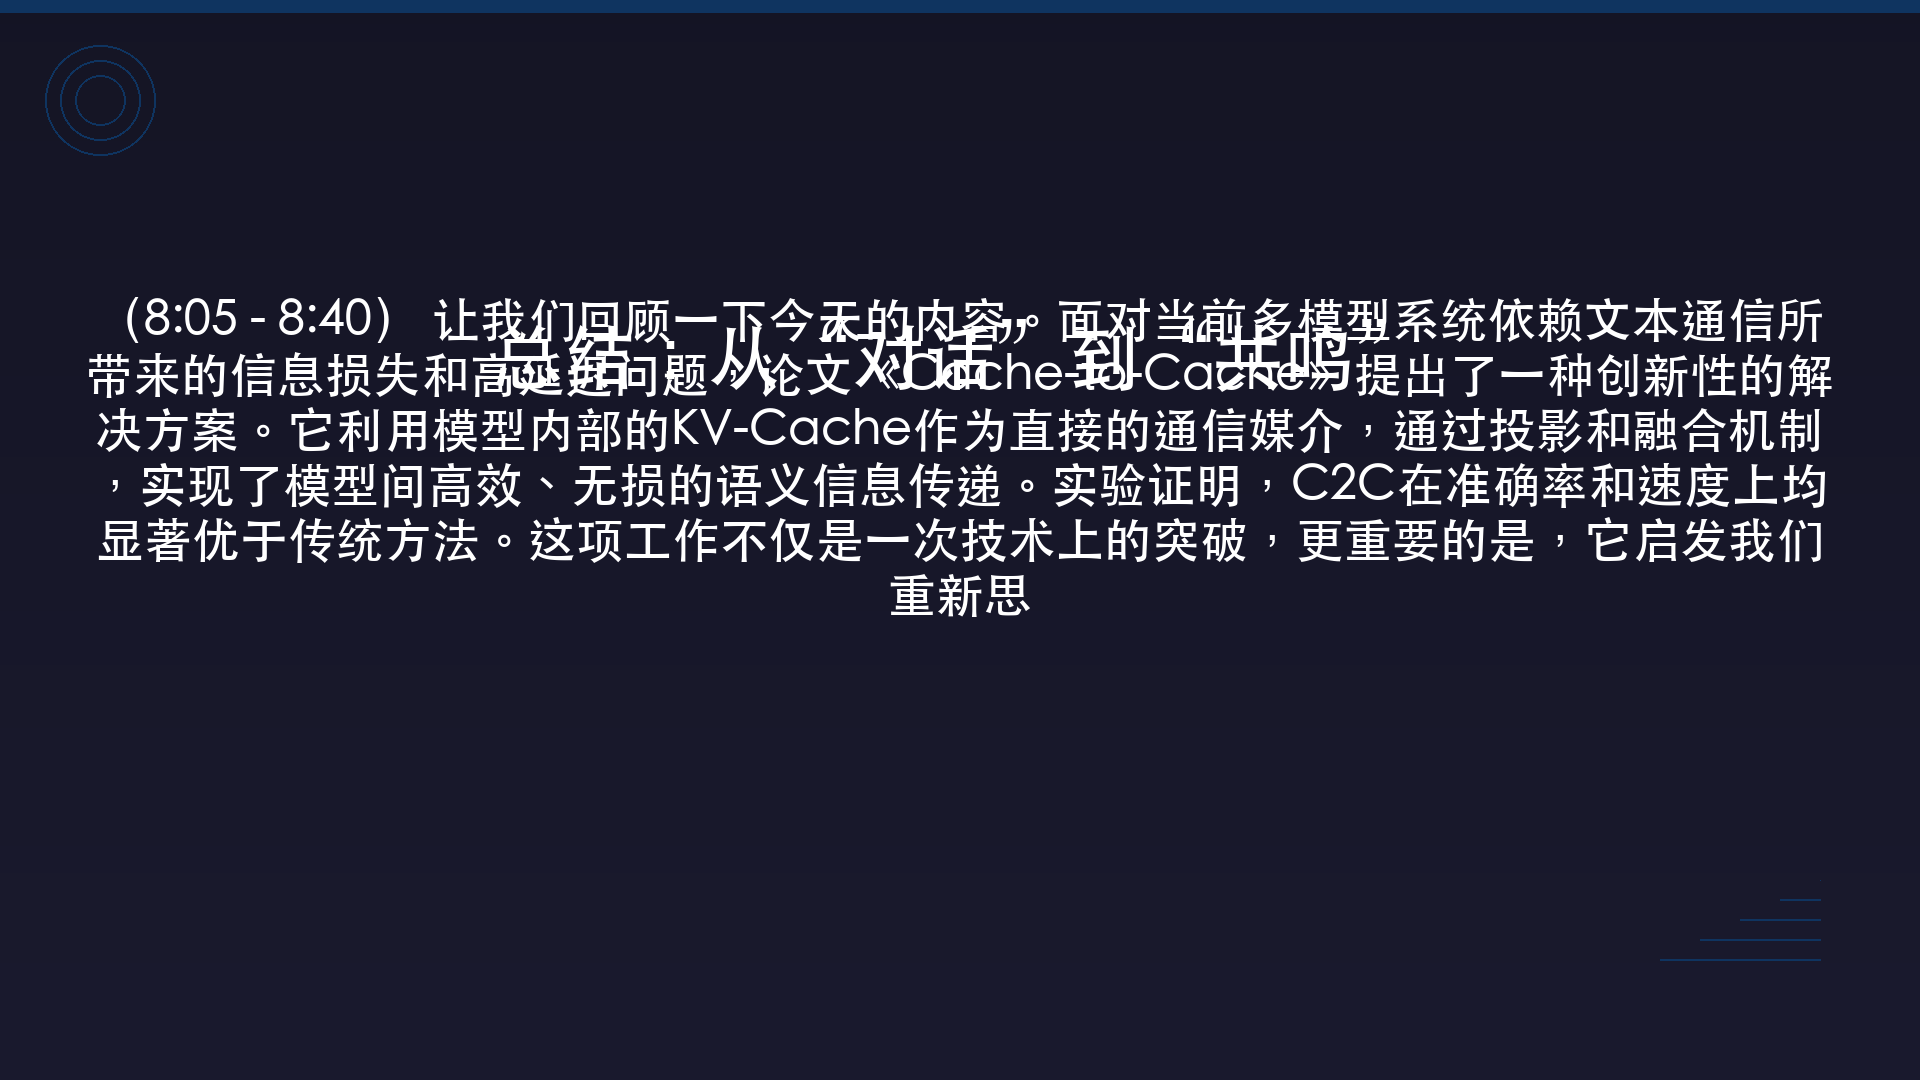 （8:05 - 8:40） 让我们回顾一下今天的内容。面对当前多模型系统依赖文本通信所
总结：从 “对话” 到 “共鸣”
带来的信息损失和高延迟问题，论文《Cache-to-Cache》提出了一种创新性的解
决方案。它利用模型内部的KV-Cache作为直接的通信媒介，通过投影和融合机制
，实现了模型间高效、无损的语义信息传递。实验证明，C2C在准确率和速度上均
显著优于传统方法。这项工作不仅是一次技术上的突破，更重要的是，它启发我们
重新思